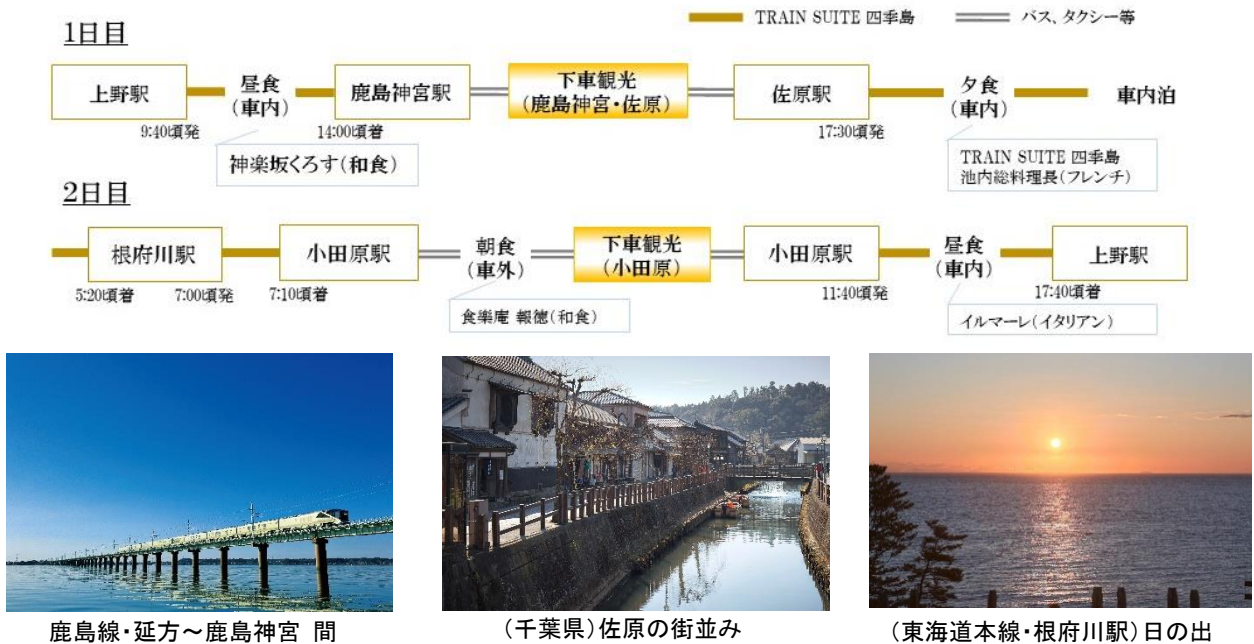 TRAIN SUITE 四季島
バス、タクシー等
1日目
上野駅
昼食
(車内)
鹿島神宮駅
下車観光
(鹿島神宮・佐原)
佐原駅
夕食
(車内)
車内泊
9:40頃発
14:00頃着
17:30頃発
神楽坂くろす(和食)
TRAIN SUITE 四季島
池内総料理長(フレンチ)
2日目
根府川駅
小田原駅
朝食
(車外)
下車観光
(小田原)
小田原駅
昼食
(車内)
上野駅
5:20頃着
7:00頃発
7:10頃着
11:40頃発
17:40頃着
食樂庵 報徳(和食)
イルマーレ(イタリアン)
鹿島線・延方~鹿島神宮 間
(千葉県)佐原の街並み
(東海道本線・根府川駅)日の出